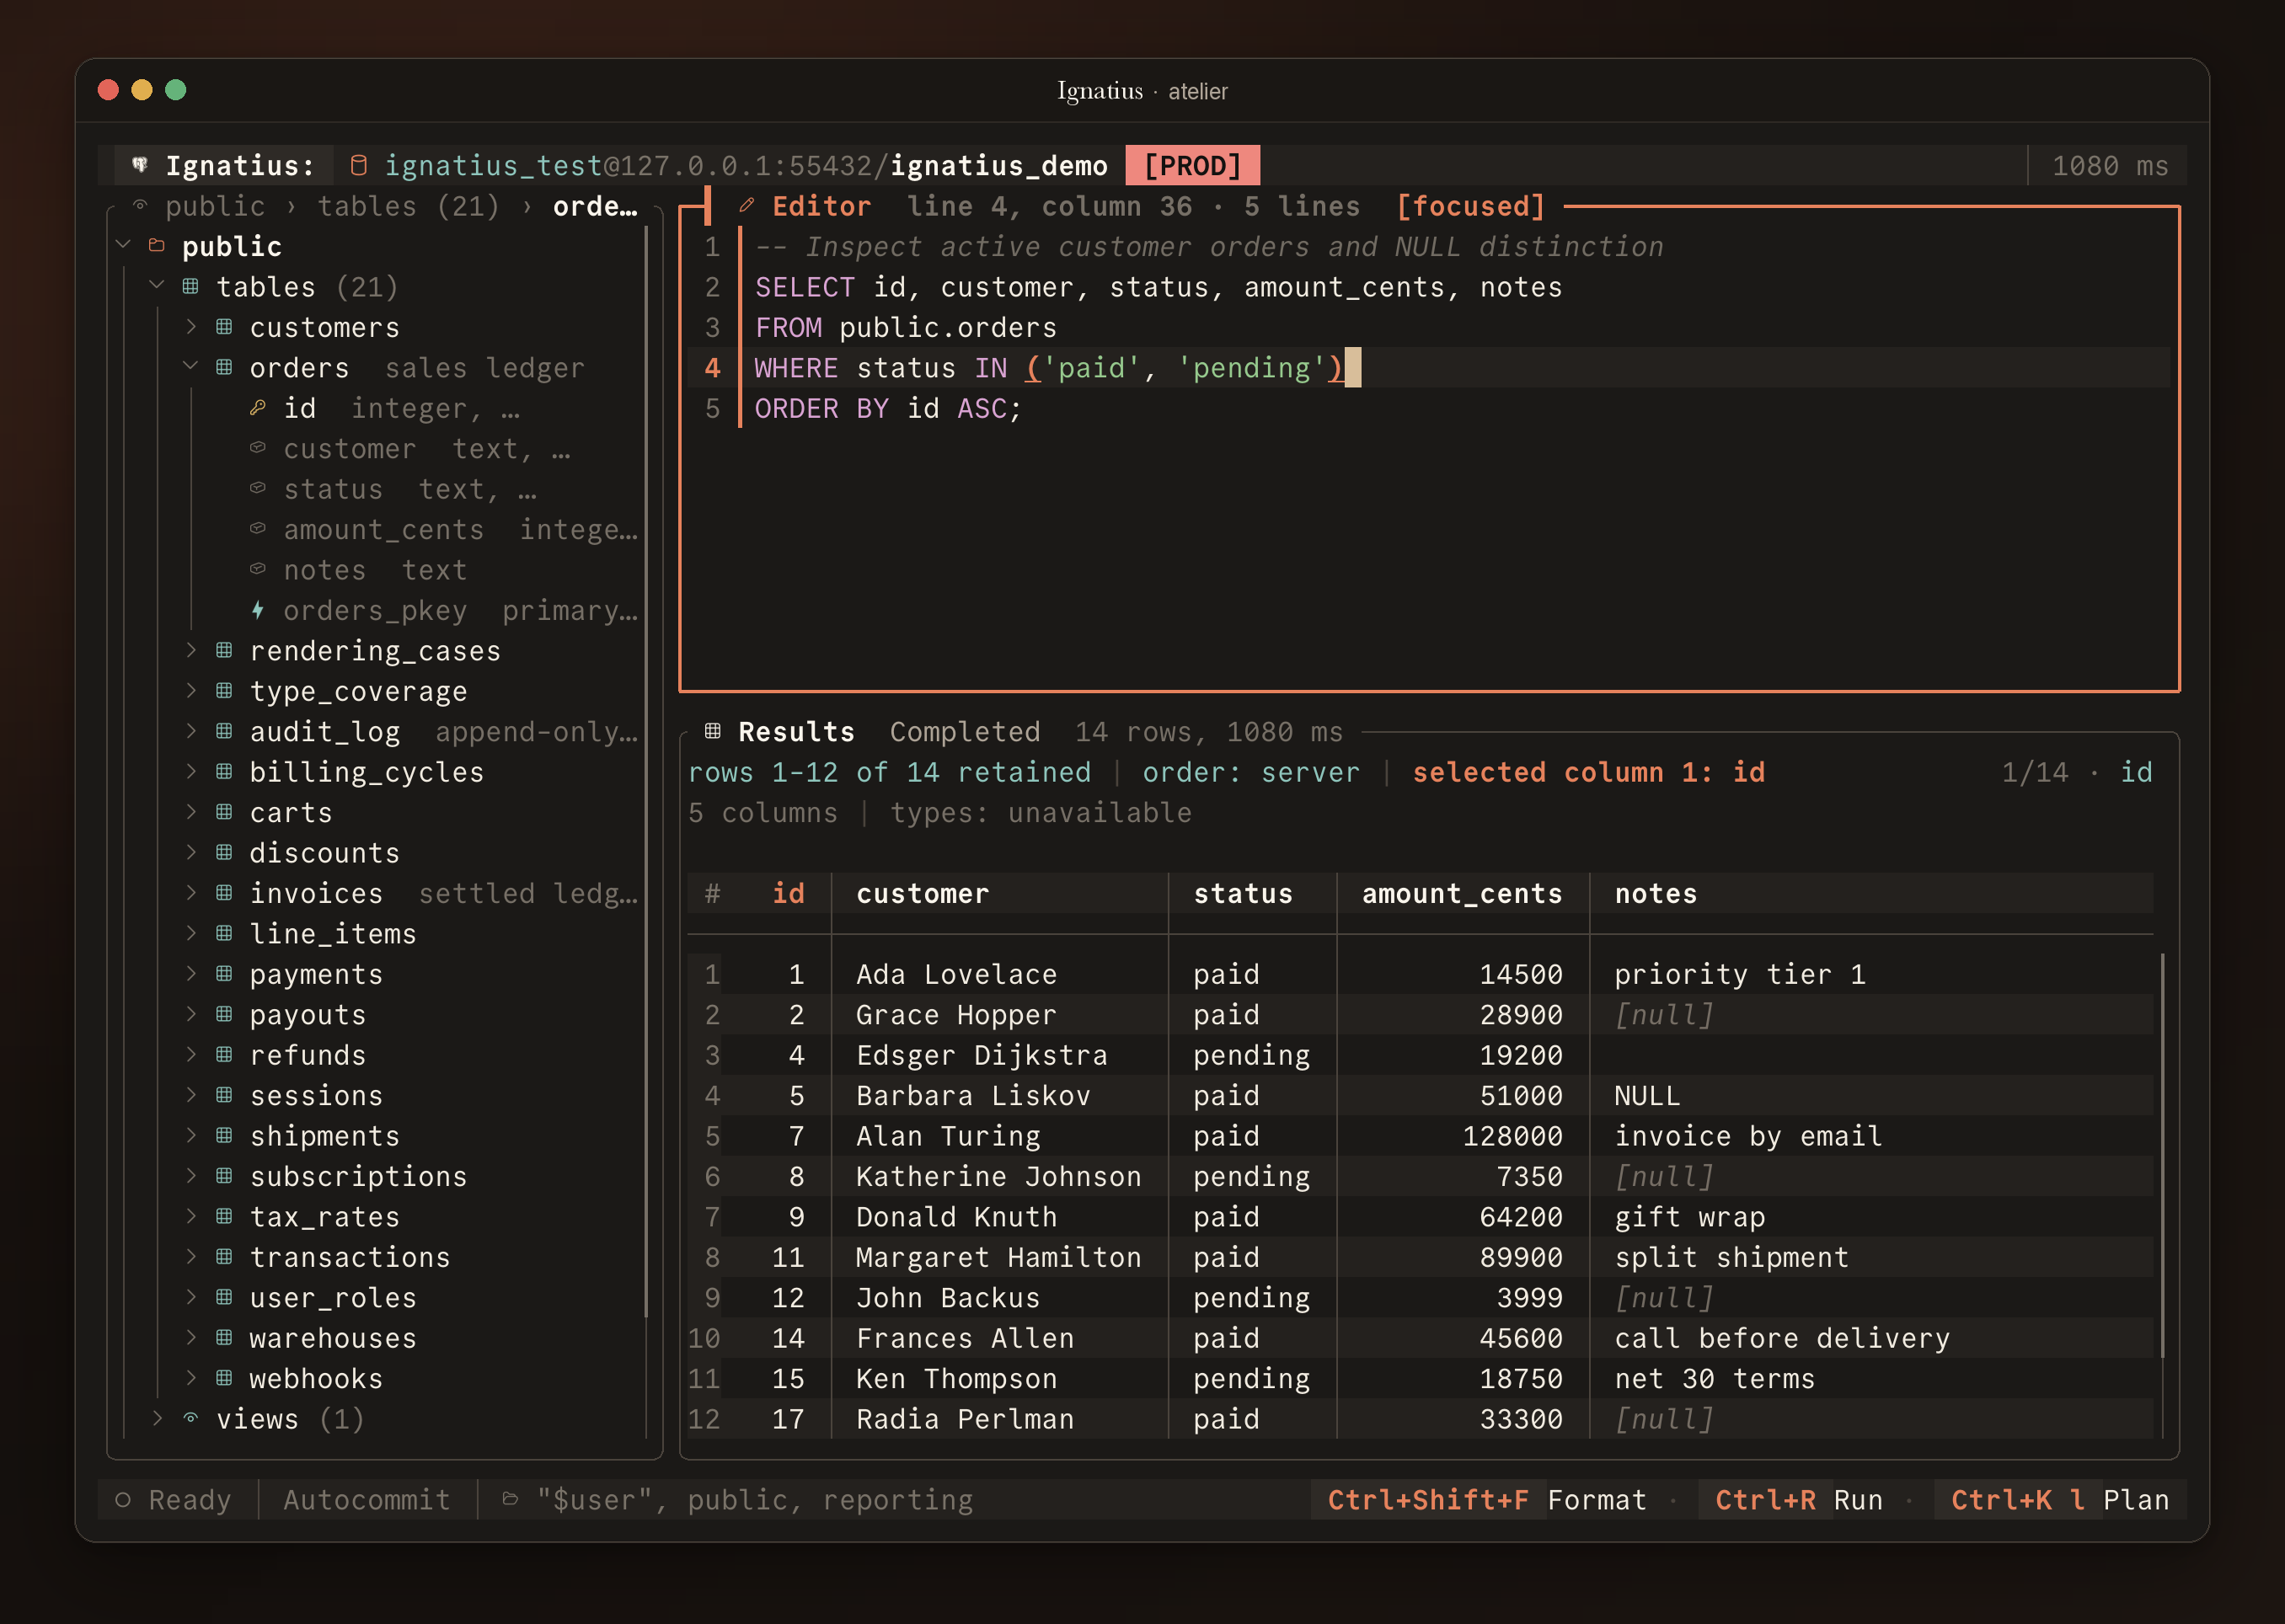 Ignatius · atelier
Ignatius: ignatius_test@127.0.0.1:55432/ignatius_demo [PROD] 1080 ms
public › tables (21) › orde…
public
tables (21)
customers
orders sales ledger
id integer, …
customer text, …
status text, …
amount_cents intege…
notes text
orders_pkey primary…
rendering_cases
type_coverage
audit_log append-only…
billing_cycles
carts
discounts
invoices settled ledg…
line_items
payments
payouts
refunds
sessions
shipments
subscriptions
tax_rates
transactions
user_roles
warehouses
webhooks
views (1)
Editor line 4, column 36 · 5 lines [focused]
1 -- Inspect active customer orders and NULL distinction
2 SELECT id, customer, status, amount_cents, notes
3 FROM public.orders
4 WHERE status IN ('paid', 'pending')
5 ORDER BY id ASC;
Results Completed 14 rows, 1080 ms
rows 1-12 of 14 retained | order: server | selected column 1: id 1/14 · id
5 columns | types: unavailable
# id customer status amount_cents notes
1 1 Ada Lovelace paid 14500 priority tier 1
2 2 Grace Hopper paid 28900 [null]
3 4 Edsger Dijkstra pending 19200
4 5 Barbara Liskov paid 51000 NULL
5 7 Alan Turing paid 128000 invoice by email
6 8 Katherine Johnson pending 7350 [null]
7 9 Donald Knuth paid 64200 gift wrap
8 11 Margaret Hamilton paid 89900 split shipment
9 12 John Backus pending 3999 [null]
10 14 Frances Allen paid 45600 call before delivery
11 15 Ken Thompson pending 18750 net 30 terms
12 17 Radia Perlman paid 33300 [null]
Ready Autocommit "$user", public, reporting Ctrl+Shift+F Format · Ctrl+R Run · Ctrl+K l Plan